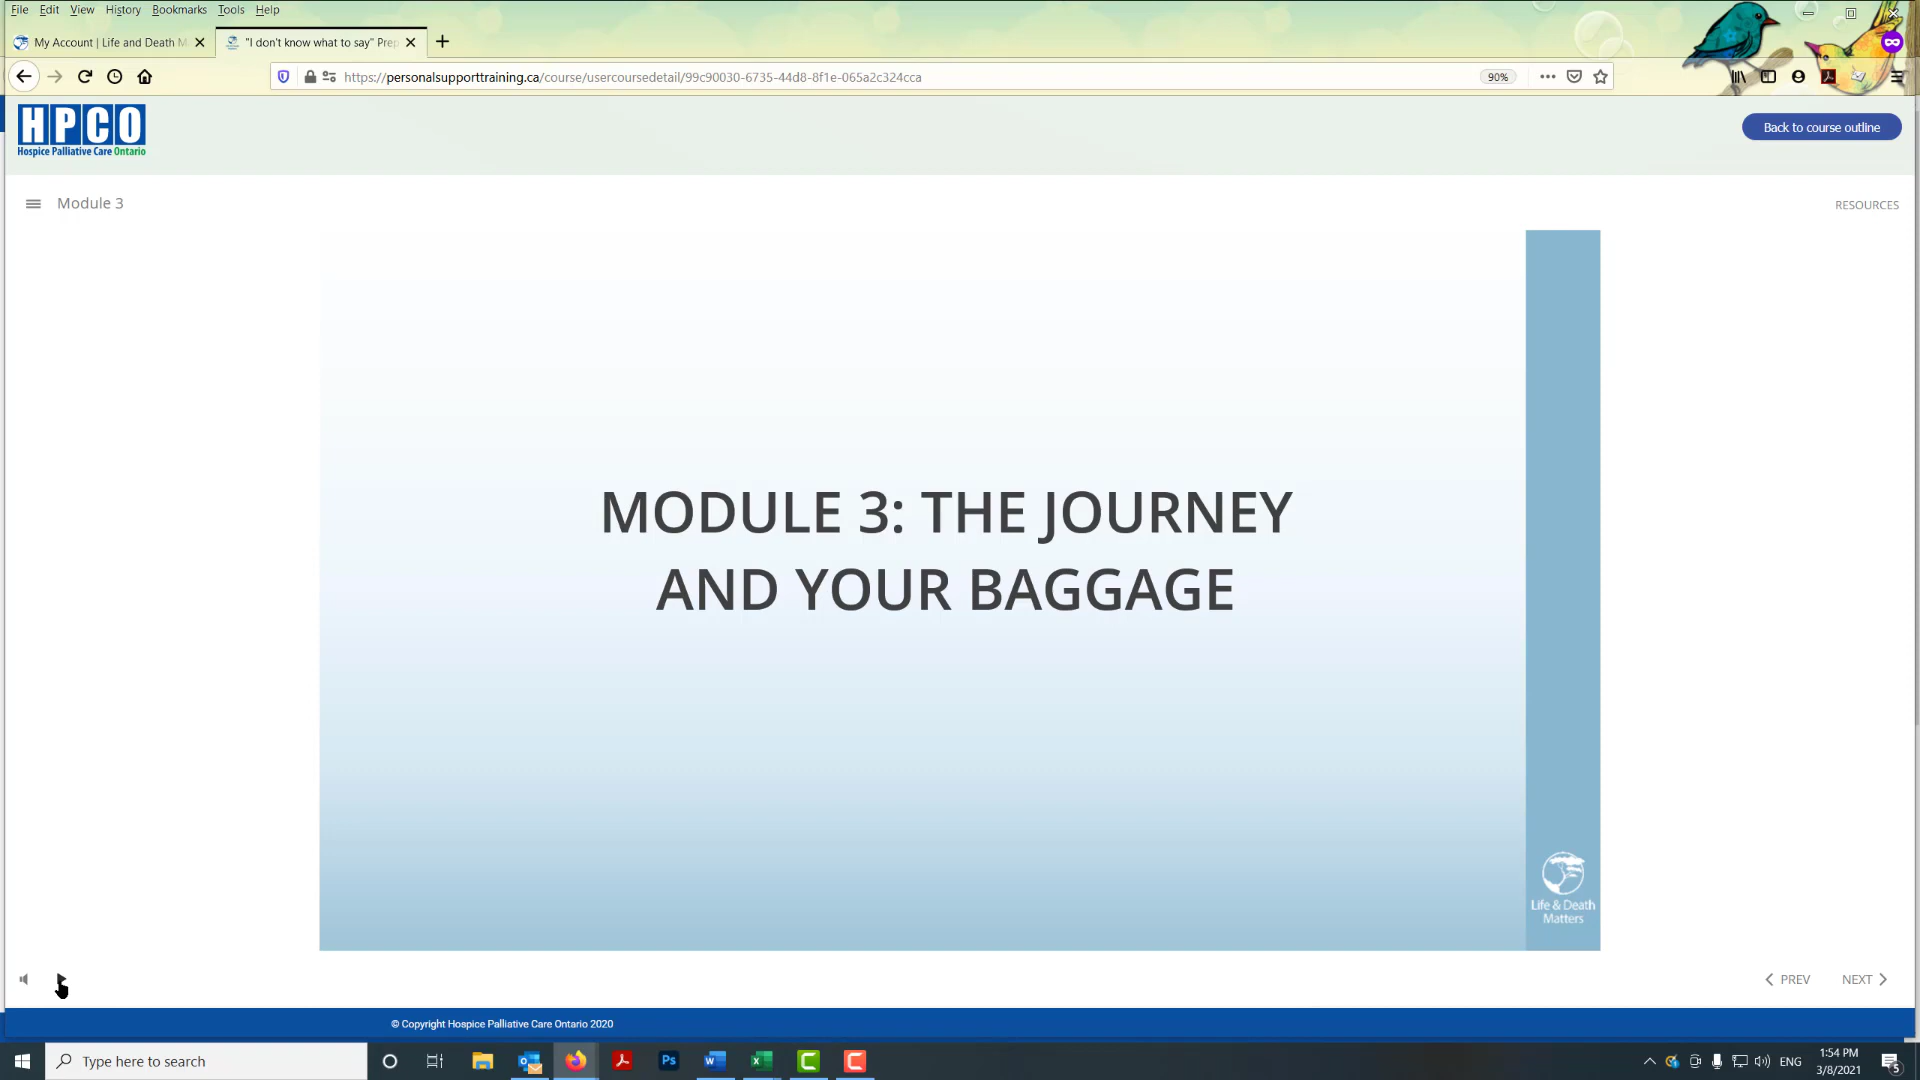 File Edit View History Bookmarks Tools Help
My Account | Life and Death M
"I don't know what to say" Prep
https://personalsupporttraining.ca/course/usercoursedetail/99c90030-6735-44d8-8f1e-065a2c324cca
90%
HPCO
Hospice Palliative Care Ontario
Back to course outline
Module 3
RESOURCES
MODULE 3: THE JOURNEY
AND YOUR BAGGAGE
Life & Death
Matters
PREV
NEXT
© Copyright Hospice Palliative Care Ontario 2020
Type here to search
Ps
ENG
1:54 PM
3/8/2021
5